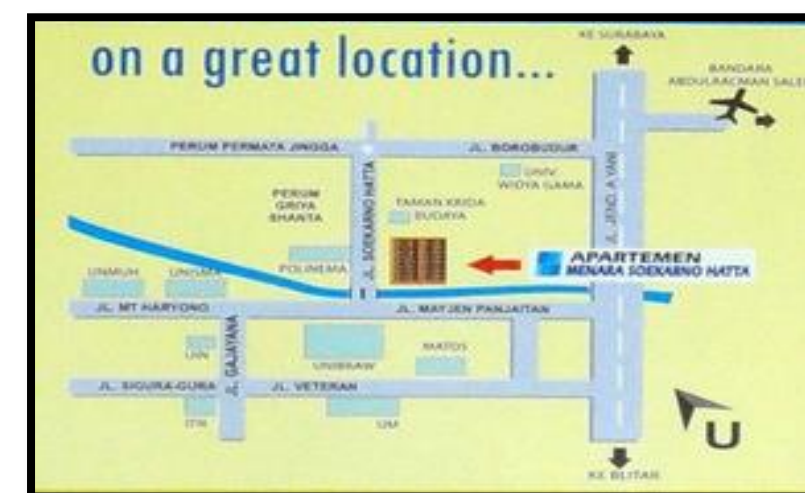 on a great location...
KE SURABAYA
BANDARA
ABDULRACMAN SALEH
PERUM PERMATA JINGGA
JL. BOROBUDUR
JL. SOEKARNO HATTA
JL. JEND. A YANI
UNIV
WIDYA GAMA
PERUM
GRIYA
SHANTA
TAMAN KRIDA
BUDAYA
POLINEMA
APARTEMEN
MENARA SOEKARNO HATTA
UNMUH
UNISMA
JL. MT HARYONO
JL. MAYJEN PANJAITAN
JL. GAJAYANA
UIN
UNIBRAW
MATOS
JL. SIGURA-GURA
JL. VETERAN
ITN
UM
U
KE BLITAR